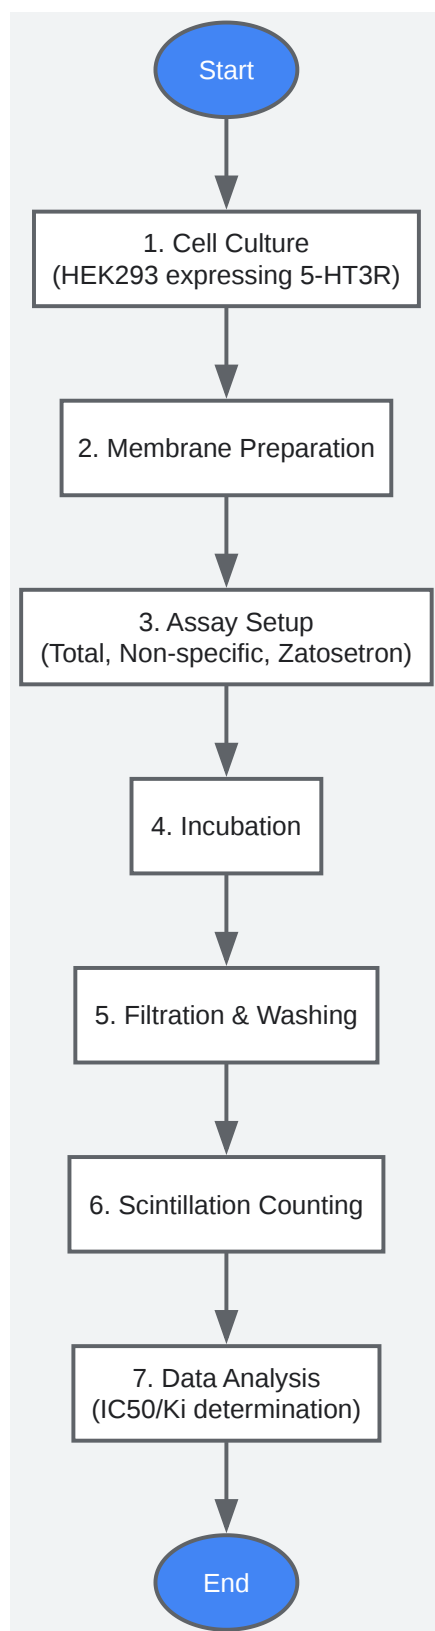 Start
1. Cell Culture
(HEK293 expressing 5-HT3R)
2. Membrane Preparation
3. Assay Setup
(Total, Non-specific, Zatosetron)
4. Incubation
5. Filtration & Washing
6. Scintillation Counting
7. Data Analysis
(IC50/Ki determination)
End